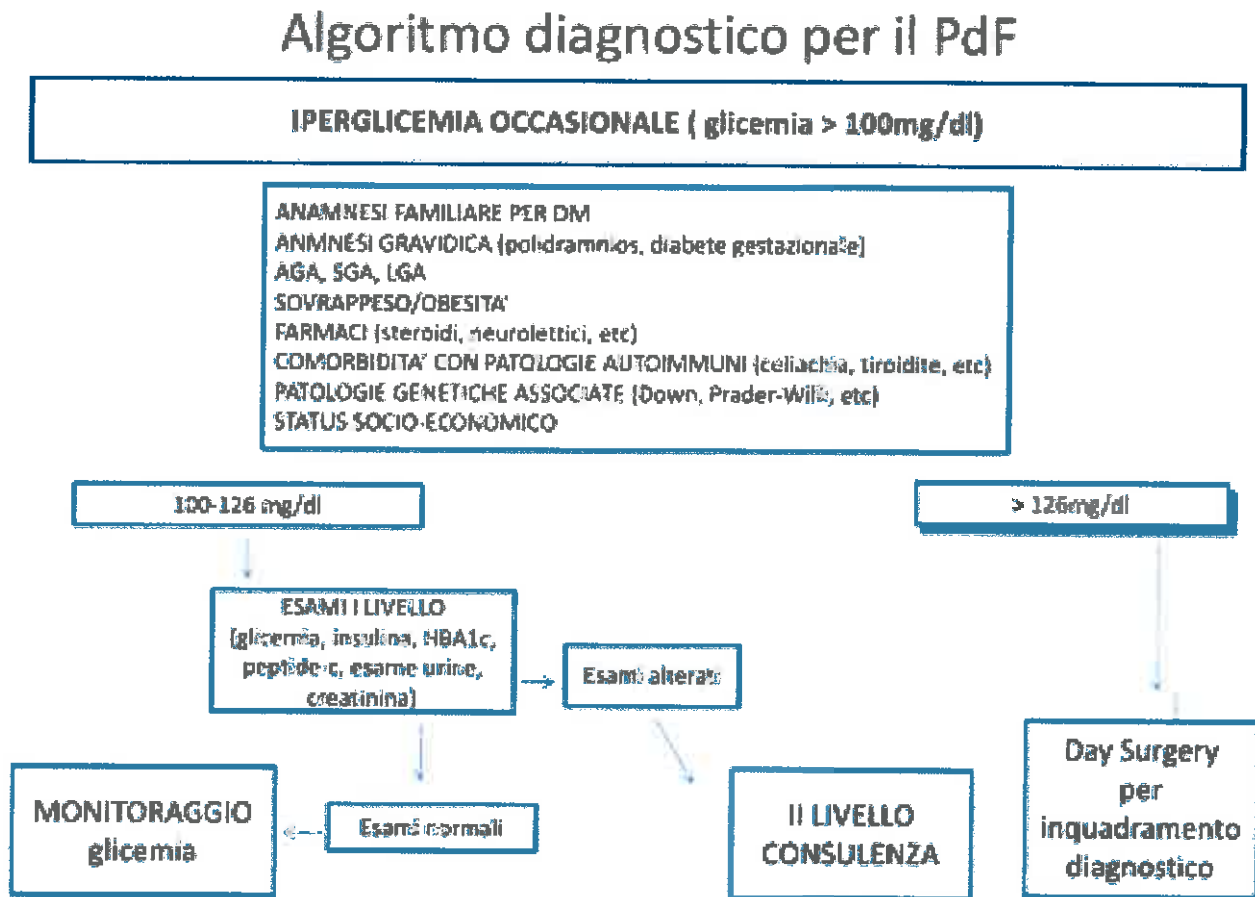 Algoritmo diagnostico per il PdF
IPERGLICEMIA OCCASIONALE ( glicemia > 100mg/dl)
ANAMNESI FAMILIARE PER DM
ANMNESI GRAVIDICA (polidramnios, diabete gestazionale)
AGA, SGA, LGA
SOVRAPPESO/OBESITA'
FARMACI (steroidi, neurolettici, etc)
COMORBIDITA' CON PATOLOGIE AUTOIMMUNI (celiachia, tiroidite, etc)
PATOLOGIE GENETICHE ASSOCIATE (Down, Prader-Willi, etc)
STATUS SOCIO-ECONOMICO
100-126 mg/dl
> 126mg/dl
ESAMI I LIVELLO
(glicemia, insulina, HBA1c,
peptide-c, esame urine,
creatinina)
Esami alterati
Esami normali
MONITORAGGIO
glicemia
II LIVELLO
CONSULENZA
Day Surgery
per
inquadramento
diagnostico